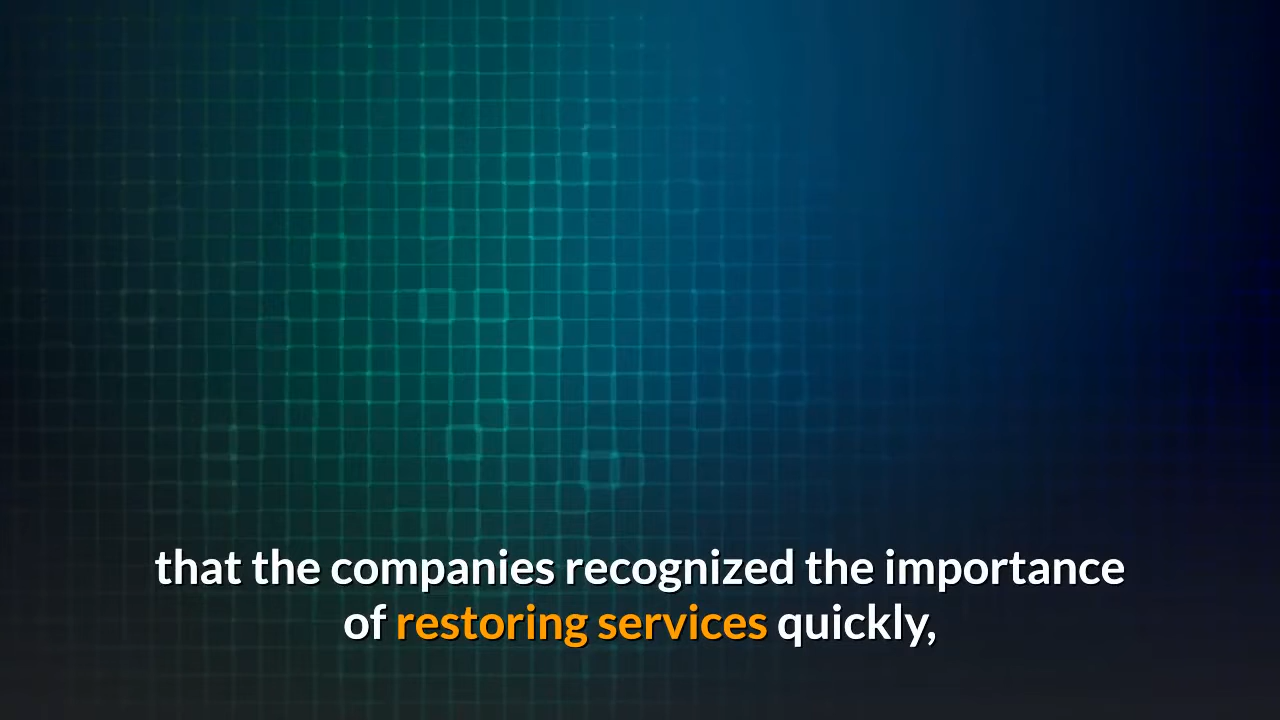 that the companies recognized the importance
of restoring services quickly,